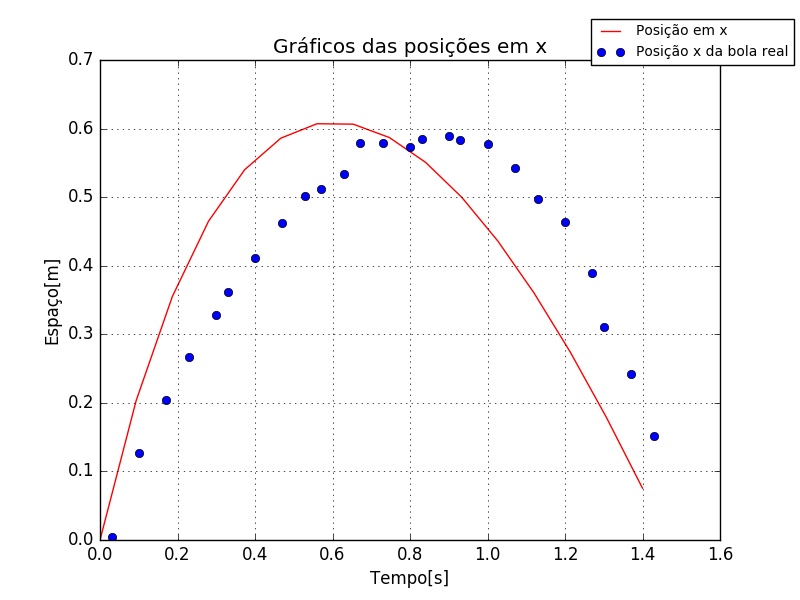 Gráficos das posições em x
Posição em x
Posição x da bola real
Espaço[m]
0.7
0.6
0.5
0.4
0.3
0.2
0.1
0.0
0.0 0.2 0.4 0.6 0.8 1.0 1.2 1.4 1.6
Tempo[s]